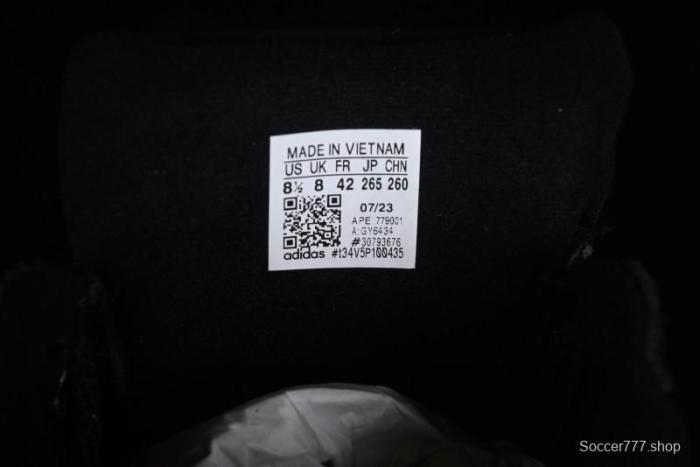 MADE IN VIETNAM
US UK FR JP CHN
8½ 8 42 265 260
07/23
APE 779001
A:GY6434
#30793676
adidas #t34V5P100435
Soccer777.shop